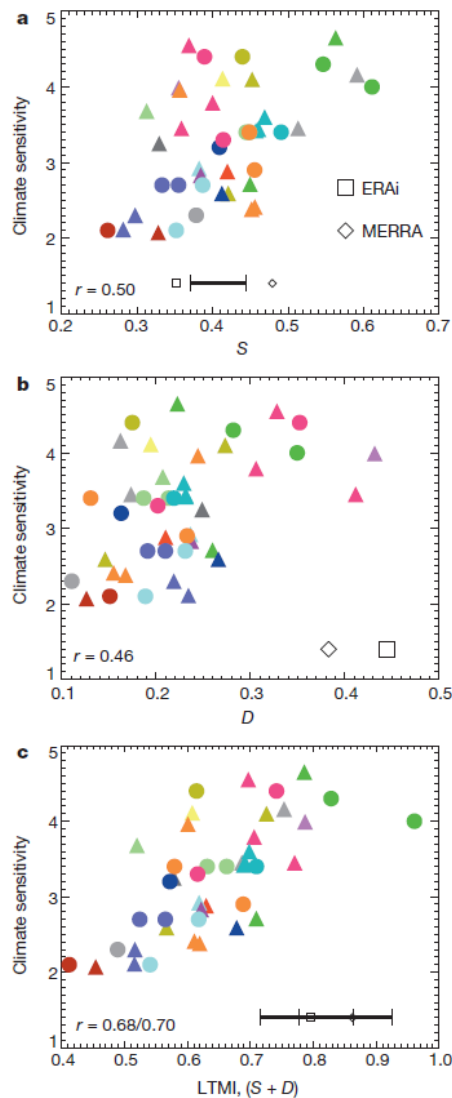 a
5
4
3
2
1
Climate sensitivity
ERAi
MERRA
r = 0.50
0.2 0.3 0.4 0.5 0.6 0.7
S
b
5
4
3
2
1
Climate sensitivity
r = 0.46
0.1 0.2 0.3 0.4 0.5
D
c
5
4
3
2
1
Climate sensitivity
r = 0.68/0.70
0.4 0.5 0.6 0.7 0.8 0.9 1.0
LTMI, (S + D)